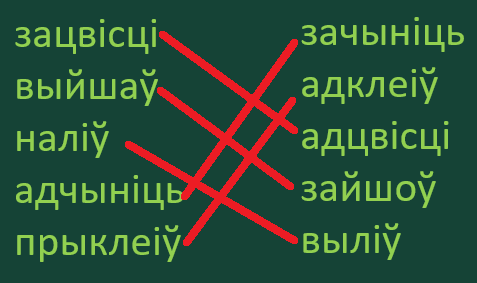 зацвісці
выйшаў
наліў
адчыніць
прыклеіў
зачыніць
адклеіў
адцвісці
зайшоў
выліў